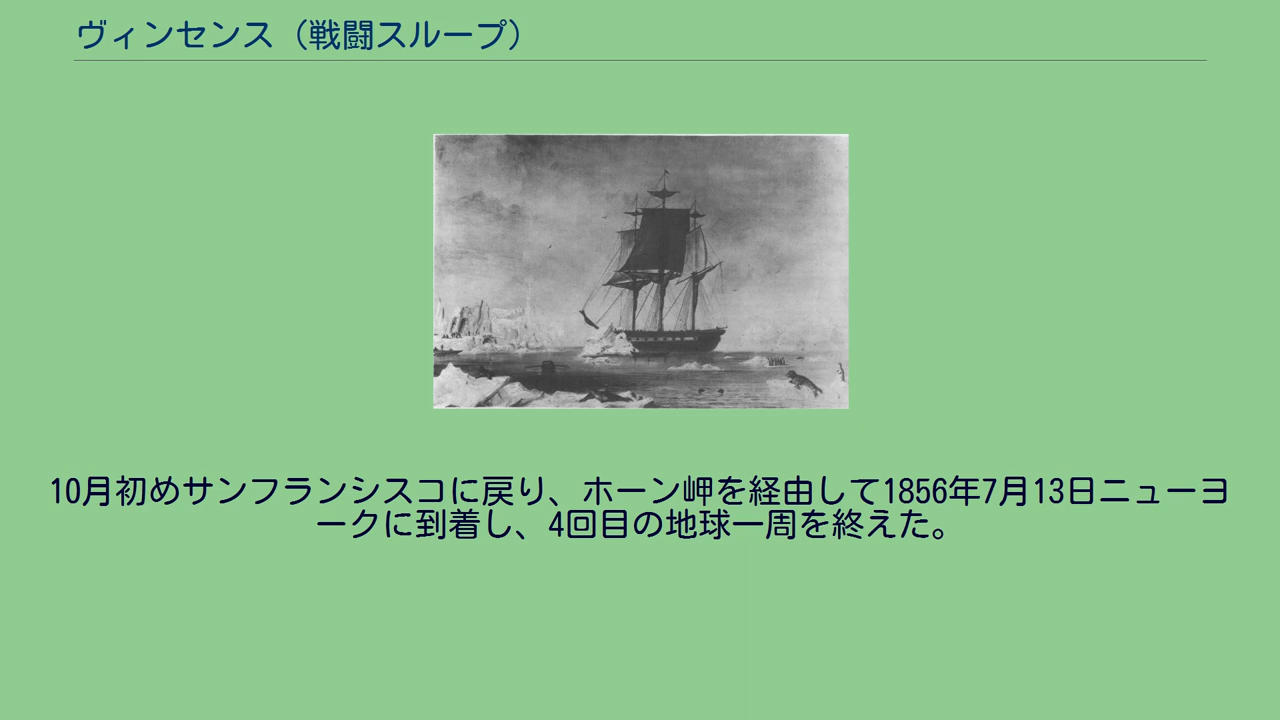 ヴィンセンス（戦闘スループ）
10月初めサンフランシスコに戻り、ホーン岬を経由して1856年7月13日ニューヨ
ークに到着し、4回目の地球一周を終えた。